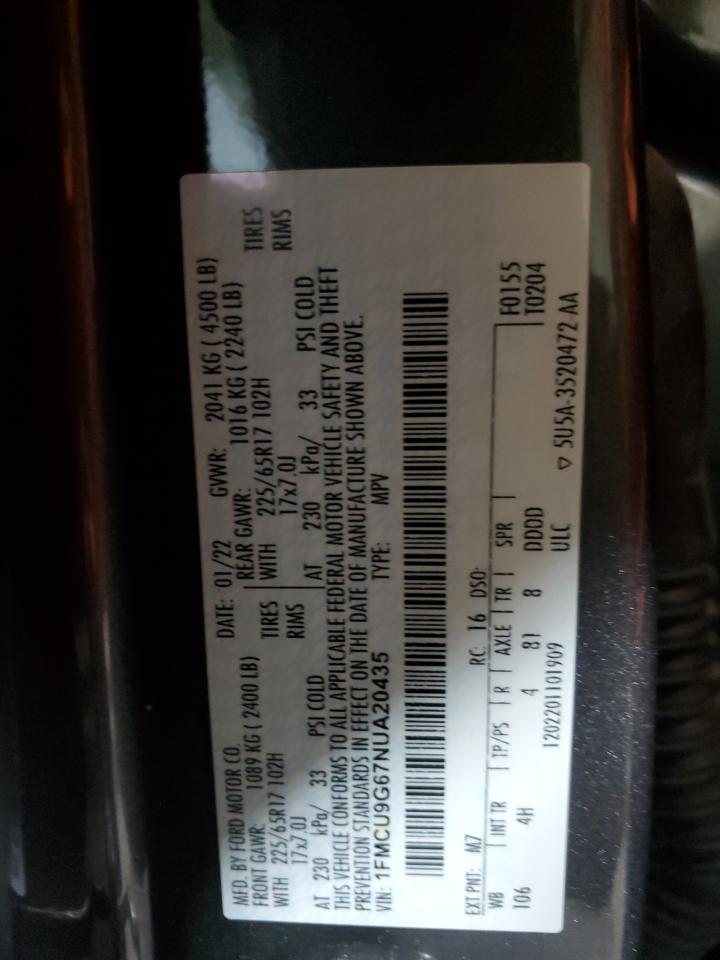 MFD. BY FORD MOTOR CO.
DATE: 01/22 GVWR: 2041 KG ( 4500 LB)
FRONT GAWR: 1089 KG ( 2400 LB) REAR GAWR: 1016 KG ( 2240 LB)
WITH 225/65R17 102H TIRES WITH 225/65R17 102H TIRES
17x7.0J RIMS 17x7.0J RIMS
AT 230 kPa/ 33 PSI COLD AT 230 kPa/ 33 PSI COLD
THIS VEHICLE CONFORMS TO ALL APPLICABLE FEDERAL MOTOR VEHICLE SAFETY AND THEFT
PREVENTION STANDARDS IN EFFECT ON THE DATE OF MANUFACTURE SHOWN ABOVE.
VIN: 1FMCU9G67NUA20435 TYPE: MPV
EXT PNT: M7 RC: 16 DSO:
WB INT TR TP/PS R AXLE TR SPR F0155
106 4H 4 81 8 DDDD T0204
1202201101909 ULC ▽ 5U5A-3520472-AA